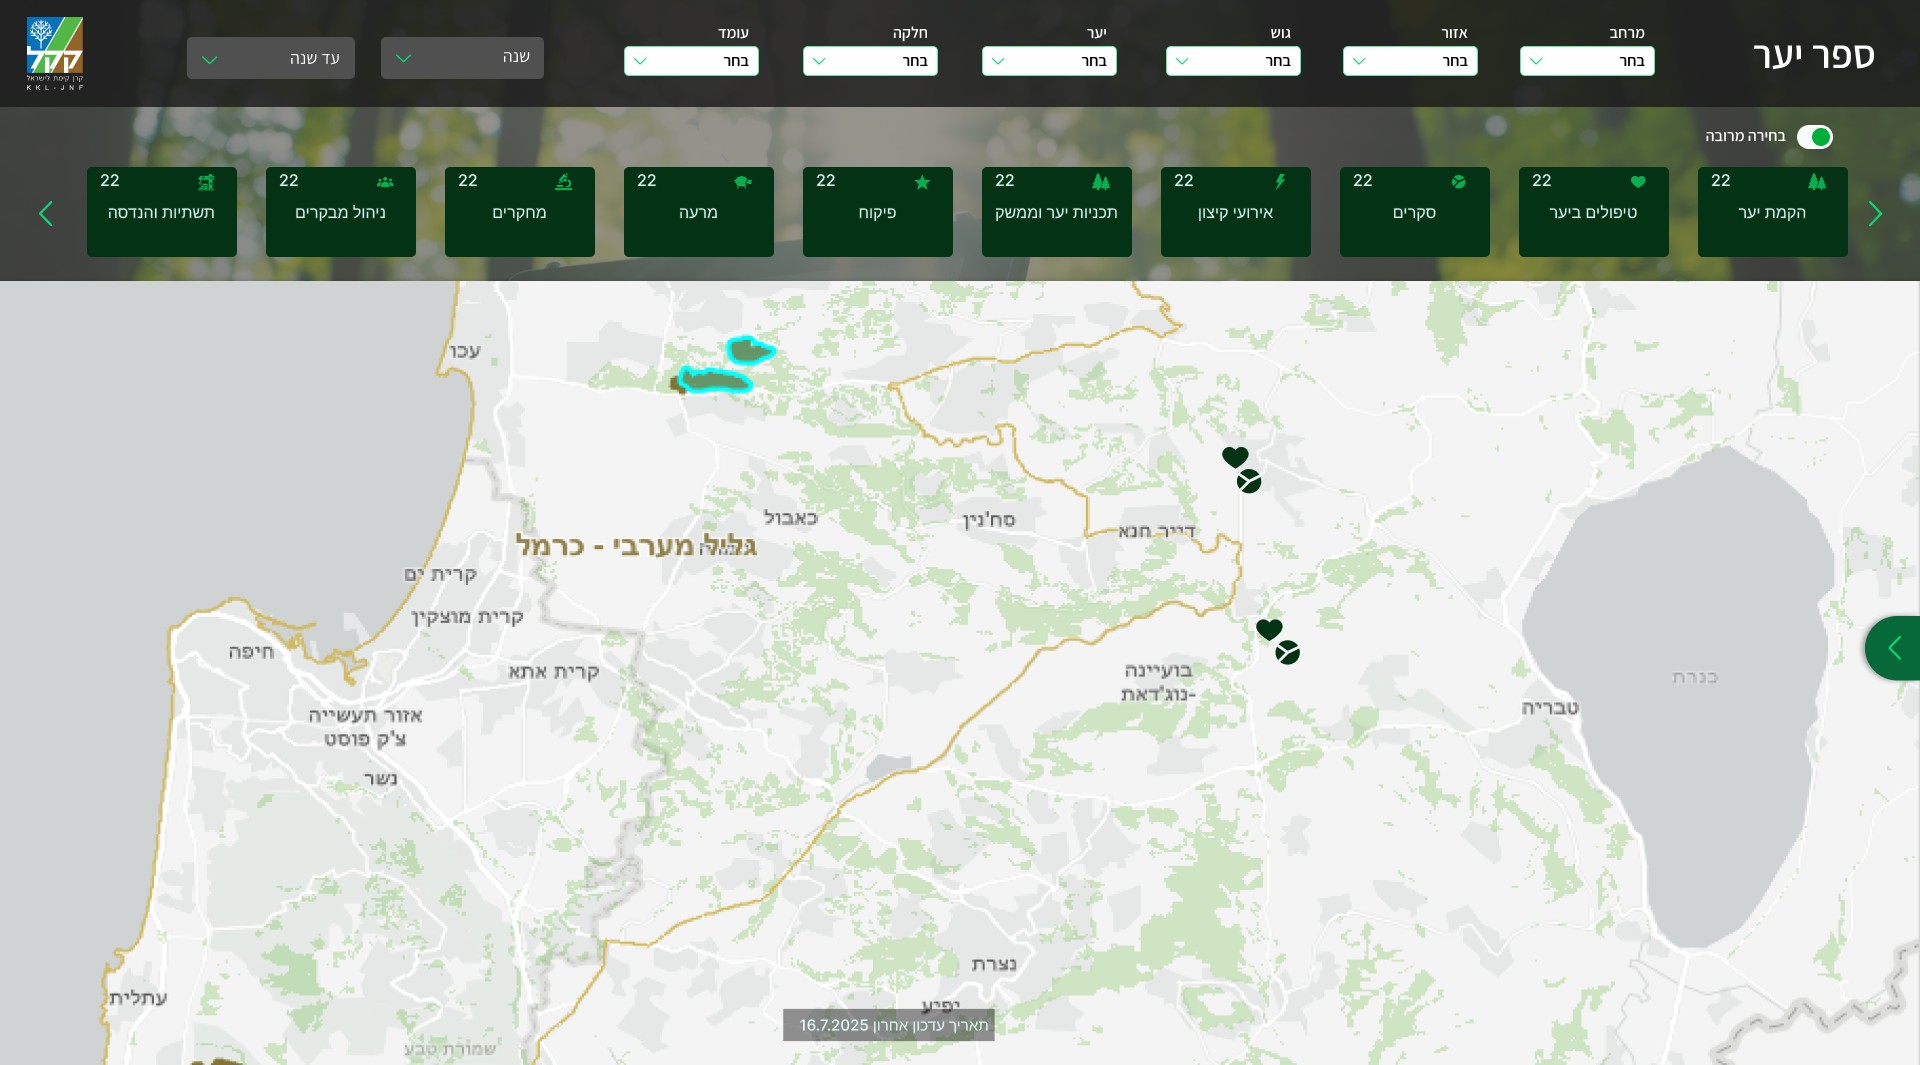 ספר יער
מרחב
בחר
אזור
בחר
גוש
בחר
יער
בחר
חלקה
בחר
עומד
בחר
שנה
עד שנה
קקל
קרן קימת לישראל
KKL-JNF
בחירה מרובה
22
הקמת יער
22
טיפולים ביער
22
סקרים
22
אירועי קיצון
22
תכניות יער וממשק
22
פיקוח
22
מרעה
22
מחקרים
22
ניהול מבקרים
22
תשתיות והנדסה
עכו
כאבול
סח'נין
דייר חנא
גליל מערבי - כרמל
קרית ים
קרית מוצקין
חיפה
קרית אתא
בועיינה
-נוג'דאת
כנרת
טבריה
אזור תעשייה
צ'ק פוסט
נשר
נצרת
יפיע
עתלית
שמורת טבע
תאריך עדכון אחרון 16.7.2025